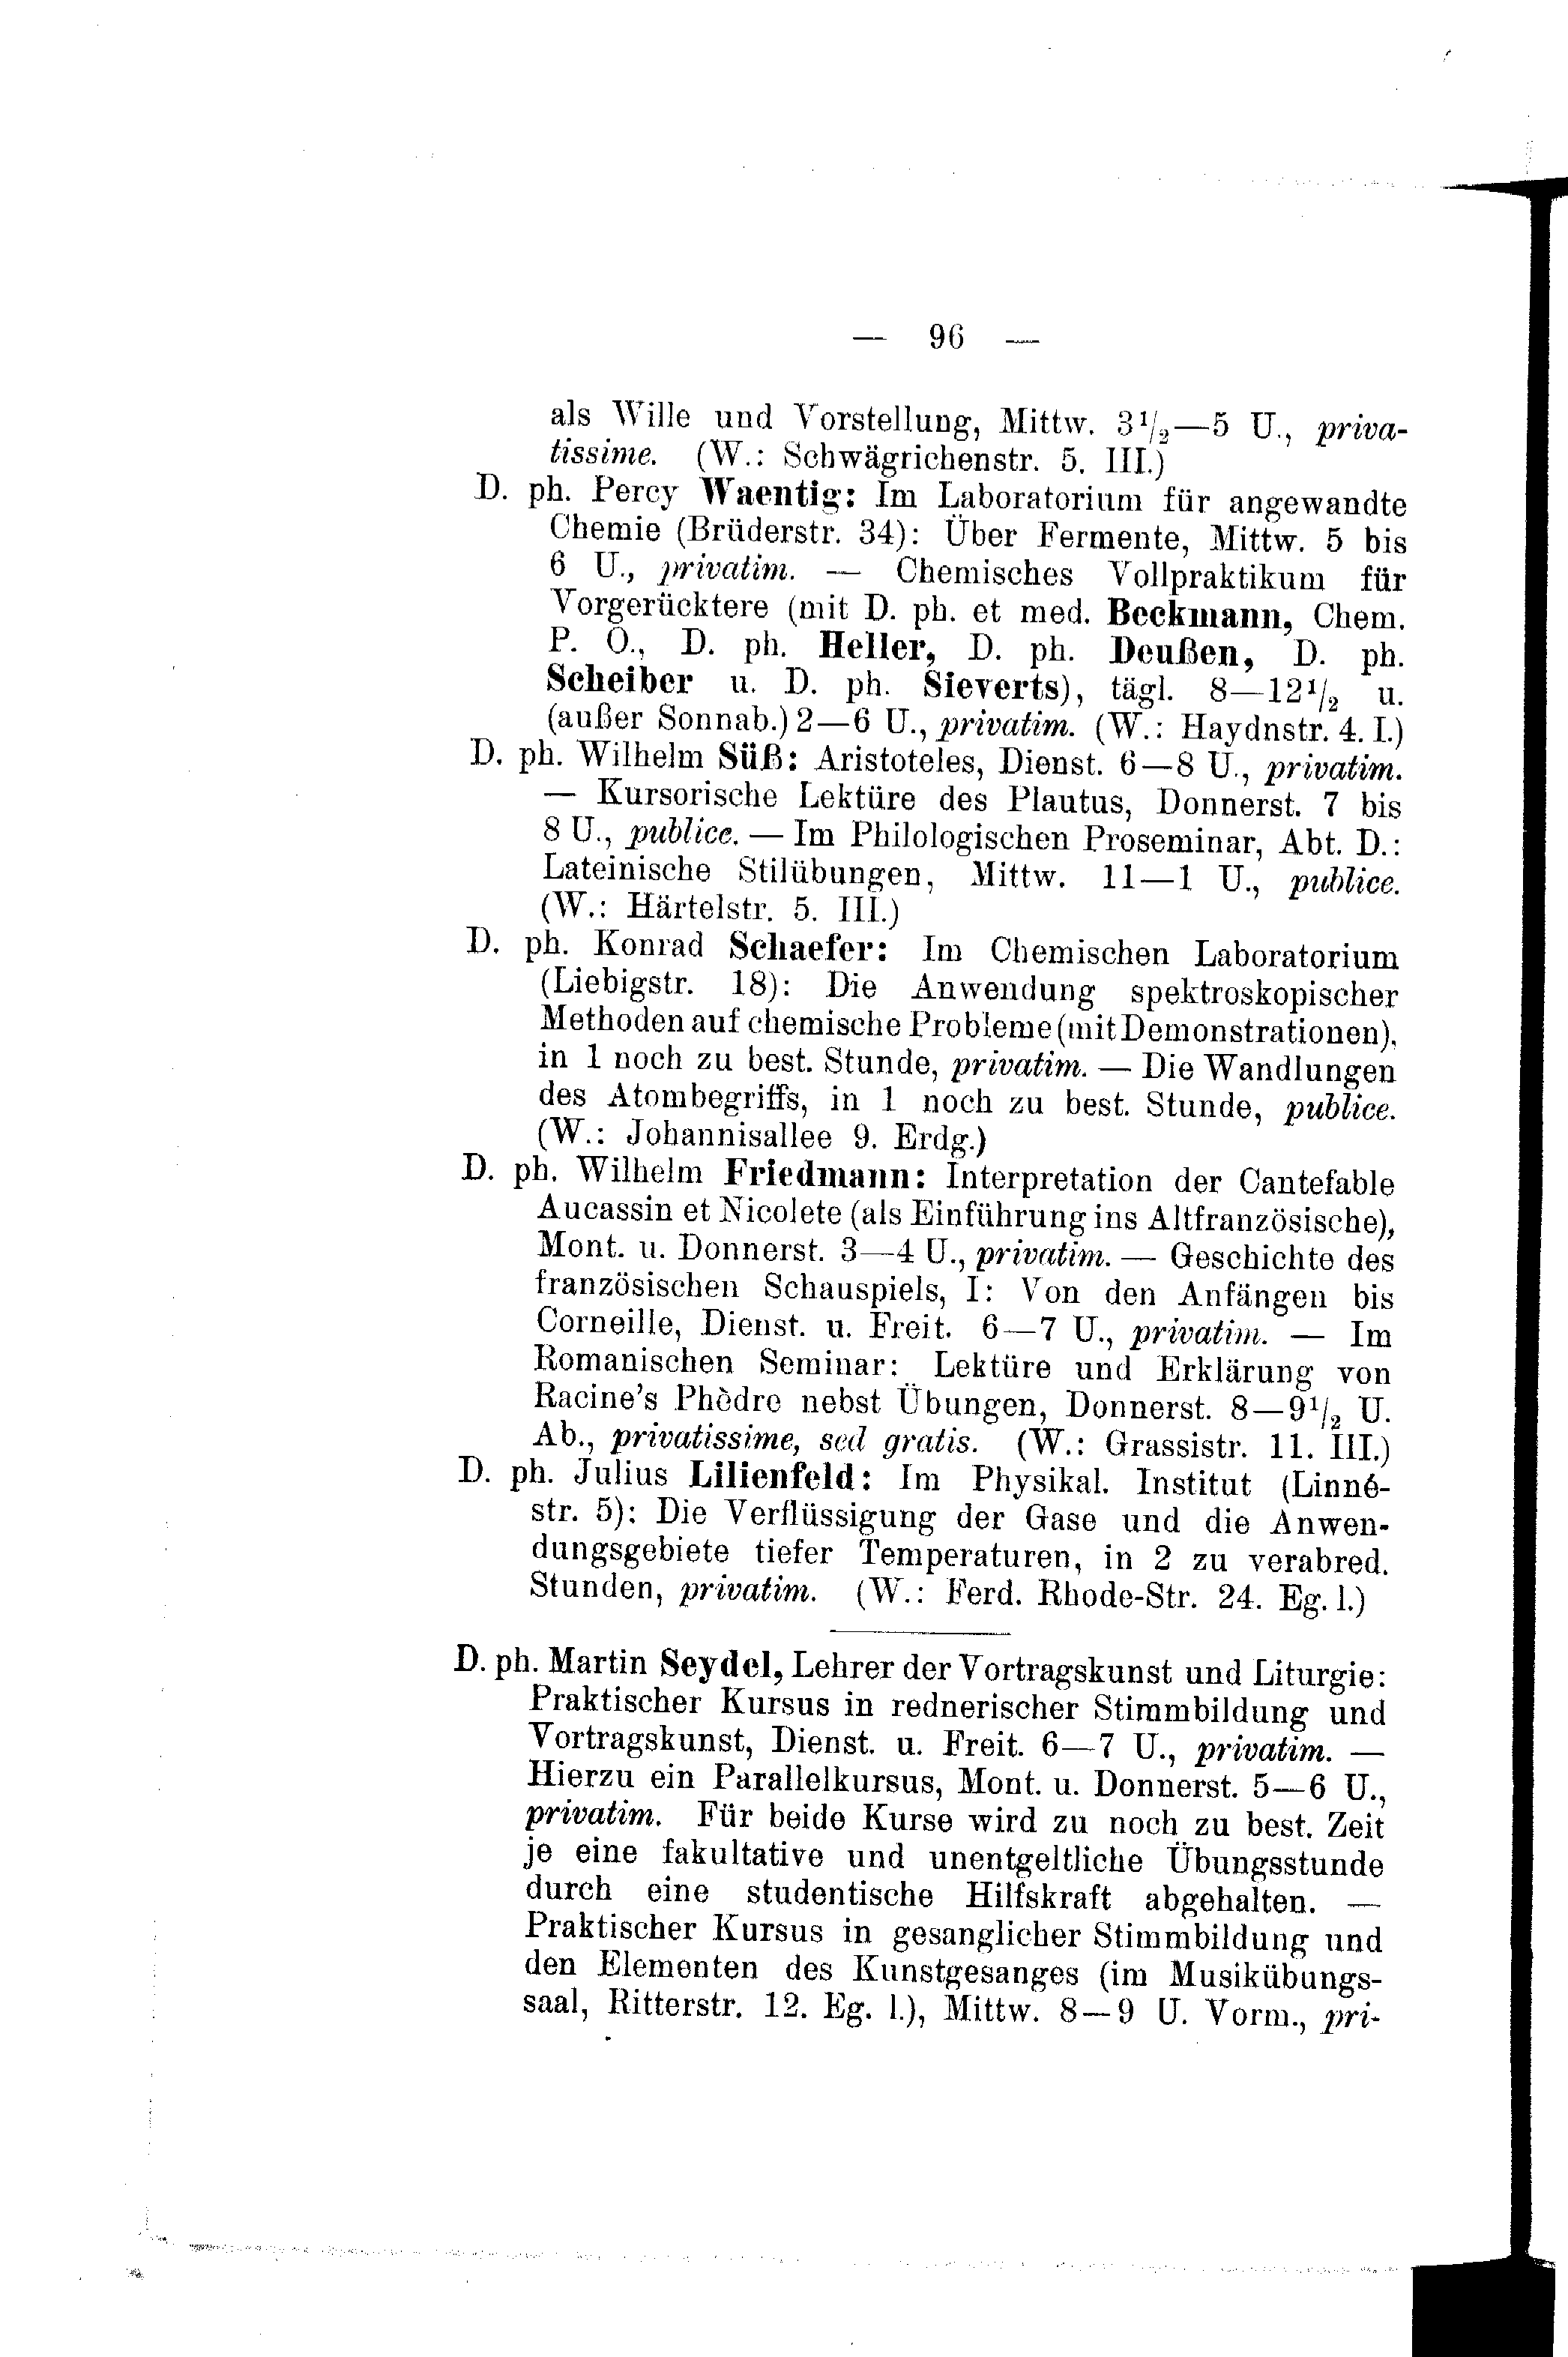 — 96 —
als Wille und Vorstellung, Mittw. 3¹/₂—5 U., priva-
tissime. (W.: Schwägrichenstr. 5. III.)
D. ph. Percy Waentig: Im Laboratorium für angewandte
Chemie (Brüderstr. 34): Über Fermente, Mittw. 5 bis
6 U., privatim. — Chemisches Vollpraktikum für
Vorgerücktere (mit D. ph. et med. Beckmann, Chem.
P. O., D. ph. Heller, D. ph. Deußen, D. ph.
Scheiber u. D. ph. Sieverts), tägl. 8—12¹/₂ u.
(außer Sonnab.) 2—6 U., privatim. (W.: Haydnstr. 4. I.)
D. ph. Wilhelm Süß: Aristoteles, Dienst. 6—8 U., privatim.
— Kursorische Lektüre des Plautus, Donnerst. 7 bis
8 U., publice. — Im Philologischen Proseminar, Abt. D.:
Lateinische Stilübungen, Mittw. 11—1 U., publice.
(W.: Härtelstr. 5. III.)
D. ph. Konrad Schaefer: Im Chemischen Laboratorium
(Liebigstr. 18): Die Anwendung spektroskopischer
Methoden auf chemische Probleme (mit Demonstrationen),
in 1 noch zu best. Stunde, privatim. — Die Wandlungen
des Atombegriffs, in 1 noch zu best. Stunde, publice.
(W.: Johannisallee 9. Erdg.)
D. ph. Wilhelm Friedmann: Interpretation der Cantefable
Aucassin et Nicolete (als Einführung ins Altfranzösische),
Mont. u. Donnerst. 3—4 U., privatim. — Geschichte des
französischen Schauspiels, I: Von den Anfängen bis
Corneille, Dienst. u. Freit. 6—7 U., privatim. — Im
Romanischen Seminar: Lektüre und Erklärung von
Racine's Phèdre nebst Übungen, Donnerst. 8—9¹/₂ U.
Ab., privatissime, sed gratis. (W.: Grassistr. 11. III.)
D. ph. Julius Lilienfeld: Im Physikal. Institut (Linné-
str. 5): Die Verflüssigung der Gase und die Anwen-
dungsgebiete tiefer Temperaturen, in 2 zu verabred.
Stunden, privatim. (W.: Ferd. Rhode-Str. 24. Eg. l.)
D. ph. Martin Seydel, Lehrer der Vortragskunst und Liturgie:
Praktischer Kursus in rednerischer Stimmbildung und
Vortragskunst, Dienst. u. Freit. 6—7 U., privatim. —
Hierzu ein Parallelkursus, Mont. u. Donnerst. 5—6 U.,
privatim. Für beide Kurse wird zu noch zu best. Zeit
je eine fakultative und unentgeltliche Übungsstunde
durch eine studentische Hilfskraft abgehalten. —
Praktischer Kursus in gesanglicher Stimmbildung und
den Elementen des Kunstgesanges (im Musikübungs-
saal, Ritterstr. 12. Eg. l.), Mittw. 8—9 U. Vorm., pri-